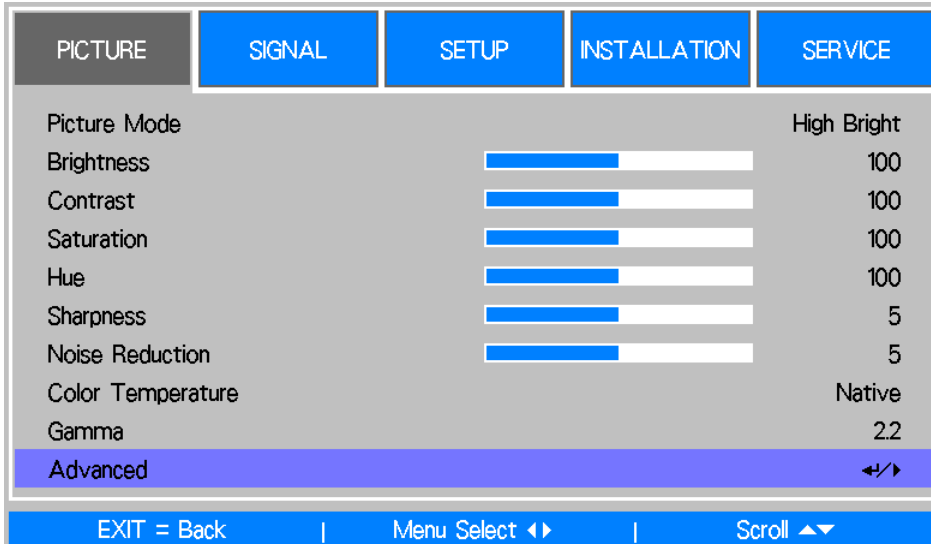 PICTURE SIGNAL SETUP INSTALLATION SERVICE
Picture Mode High Bright
Brightness 100
Contrast 100
Saturation 100
Hue 100
Sharpness 5
Noise Reduction 5
Color Temperature Native
Gamma 2.2
Advanced ↵/▶
EXIT = Back | Menu Select ◀▶ | Scroll ▲▼